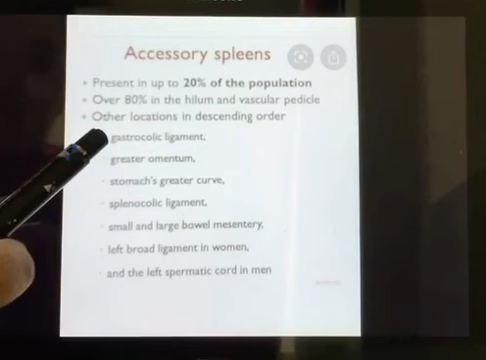 Accessory spleens
Present in up to 20% of the population
Over 80% in the hilum and vascular pedicle
Other locations in descending order
gastrocolic ligament,
greater omentum,
stomach's greater curve,
splenocolic ligament,
small and large bowel mesentery,
left broad ligament in women,
and the left spermatic cord in men